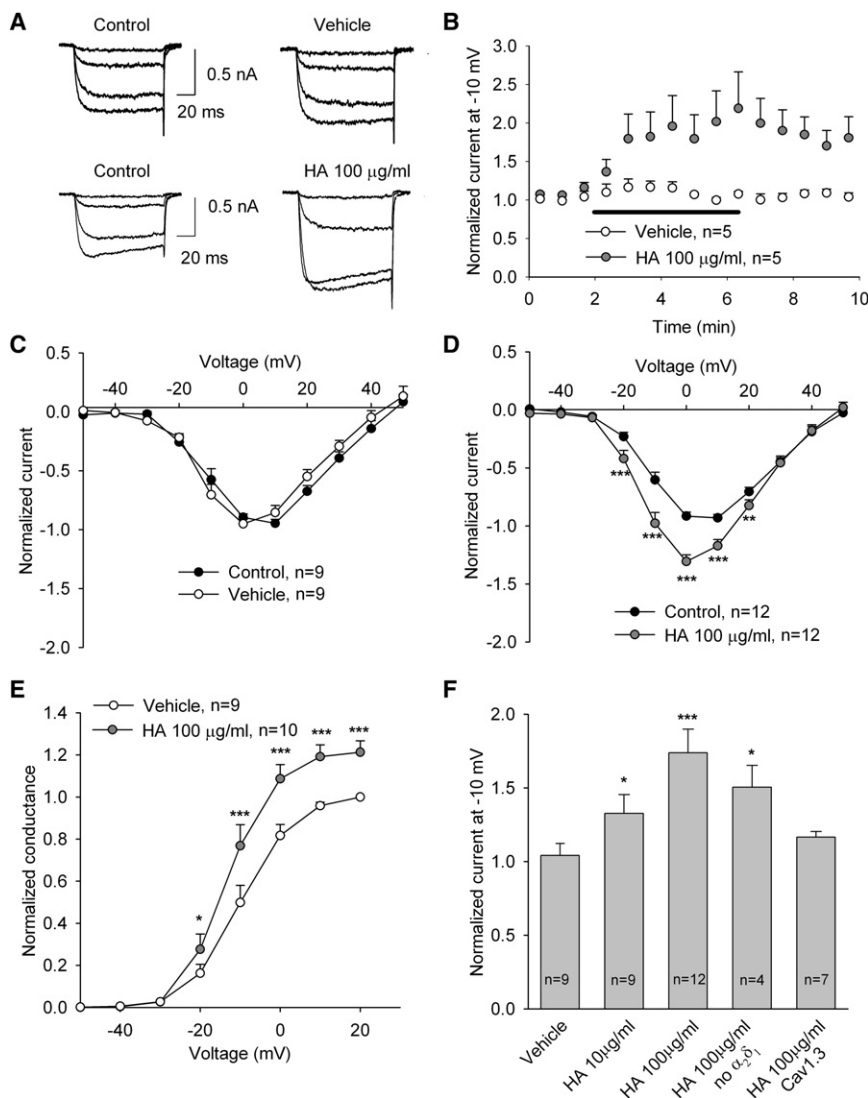 A
Control
Vehicle
0.5 nA
20 ms
Control
HA 100 μg/ml
0.5 nA
20 ms
B
Normalized current at -10 mV
3.0
2.5
2.0
1.5
1.0
0.5
0.0
Vehicle, n=5
HA 100 μg/ml, n=5
0 2 4 6 8 10
Time (min)
C
Voltage (mV)
-40 -20 0 20 40
Normalized current
0.5
0.0
-0.5
-1.0
-1.5
-2.0
Control, n=9
Vehicle, n=9
D
Voltage (mV)
-40 -20 0 20 40
Normalized current
0.5
0.0
-0.5
-1.0
-1.5
-2.0
***
***
***
***
**
Control, n=12
HA 100 μg/ml, n=12
E
Vehicle, n=9
HA 100 μg/ml, n=10
Normalized conductance
1.4
1.2
1.0
0.8
0.6
0.4
0.2
0.0
*
***
***
***
***
-40 -20 0 20
Voltage (mV)
F
Normalized current at -10 mV
2.0
1.5
1.0
0.5
0.0
*
***
*
n=9
n=9
n=12
n=4
n=7
Vehicle
HA 10μg/ml
HA 100μg/ml
HA 100μg/ml
no α₂δ₁
HA 100μg/ml
Cav1.3